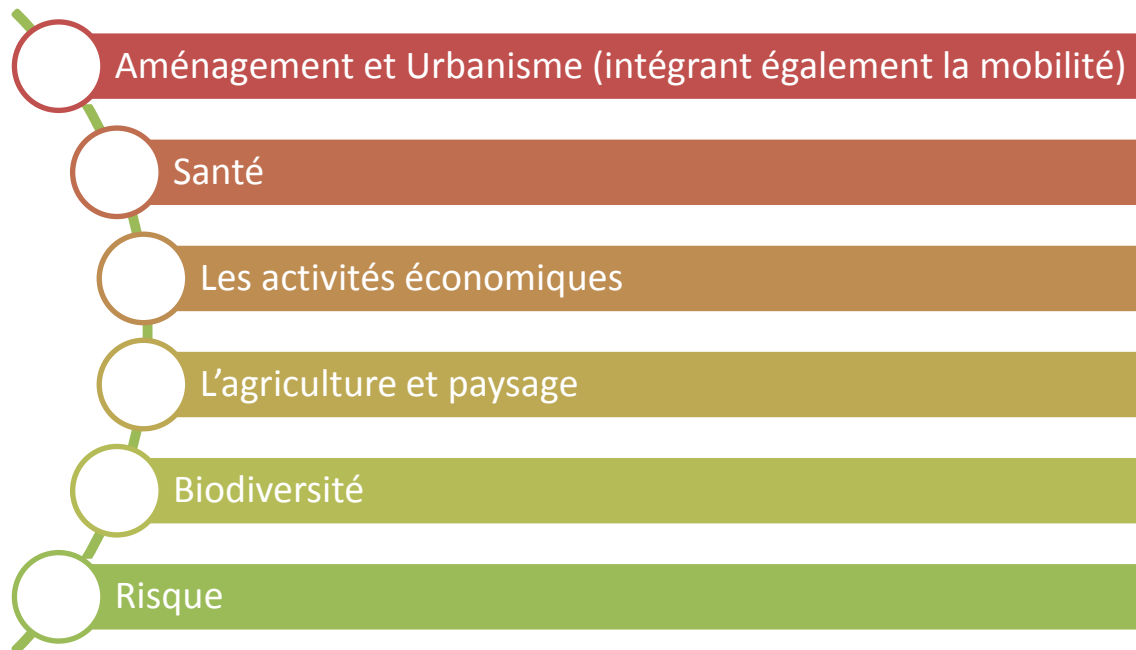 Aménagement et Urbanisme (intégrant également la mobilité)
Santé
Les activités économiques
L’agriculture et paysage
Biodiversité
Risque